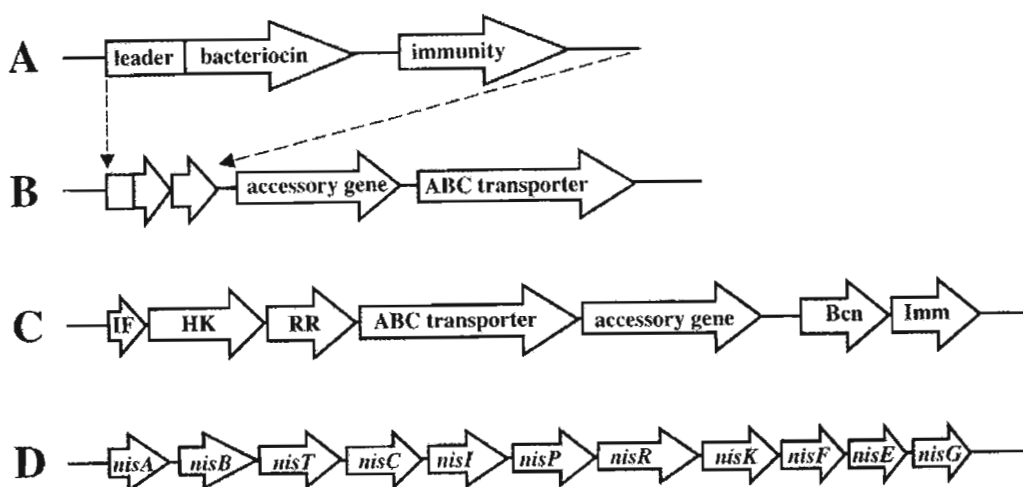 A leader bacteriocin immunity
B accessory gene ABC transporter
C IF HK RR ABC transporter accessory gene Bcn Imm
D nisA nisB nisT nisC nisI nisP nisR nisK nisF nisE nisG